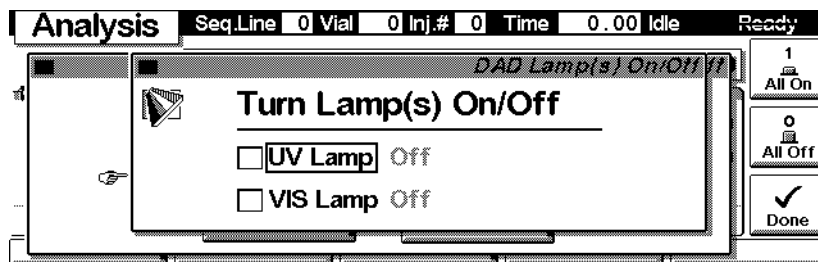 Analysis Seq.Line 0 Vial 0 Inj.# 0 Time 0.00 Idle Ready
DAD Lamp(s) On/Off ff
1
All On
Turn Lamp(s) On/Off
0
All Off
UV Lamp Off
VIS Lamp Off
Done